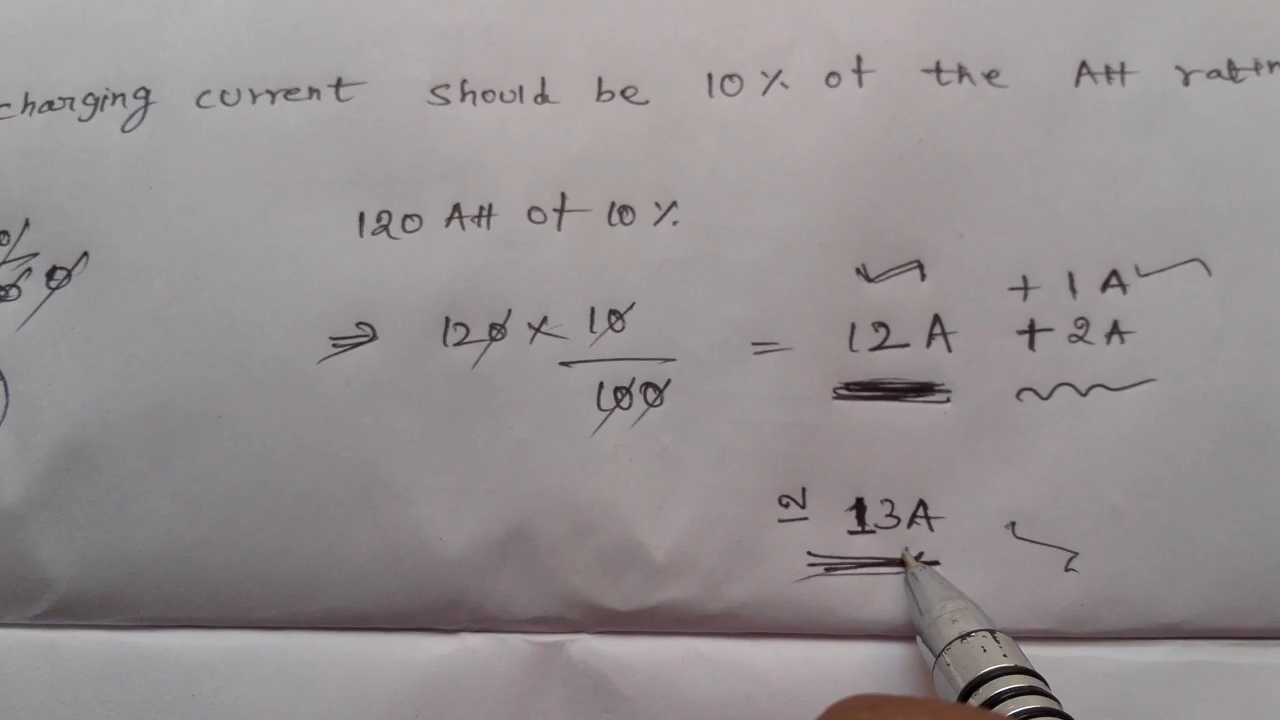 charging current should be 10% of the AH ratin
120 AH of 10%
+ 1 A
⇒ 120 × 10 = 12 A + 2A
100
12 13A